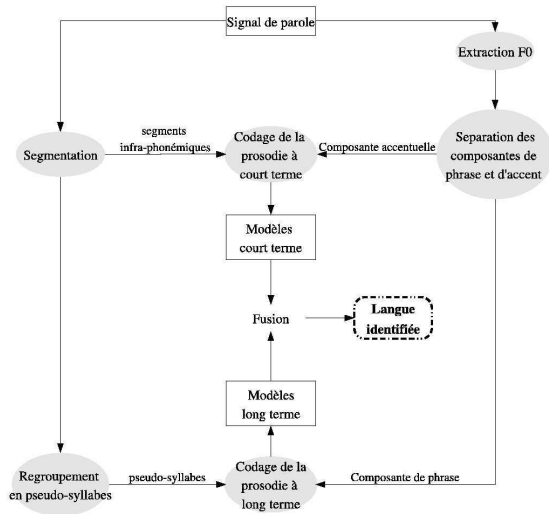 Signal de parole
Extraction F0
segments
infra-phonémiques
Segmentation
Codage de la
prosodie à
court terme
Composante accentuelle
Separation des
composantes de
phrase et d'accent
Modèles
court terme
Fusion
Langue
identifiée
Modèles
long terme
Regroupement
en pseudo-syllabes
pseudo-syllabes
Codage de la
prosodie à
long terme
Composante de phrase